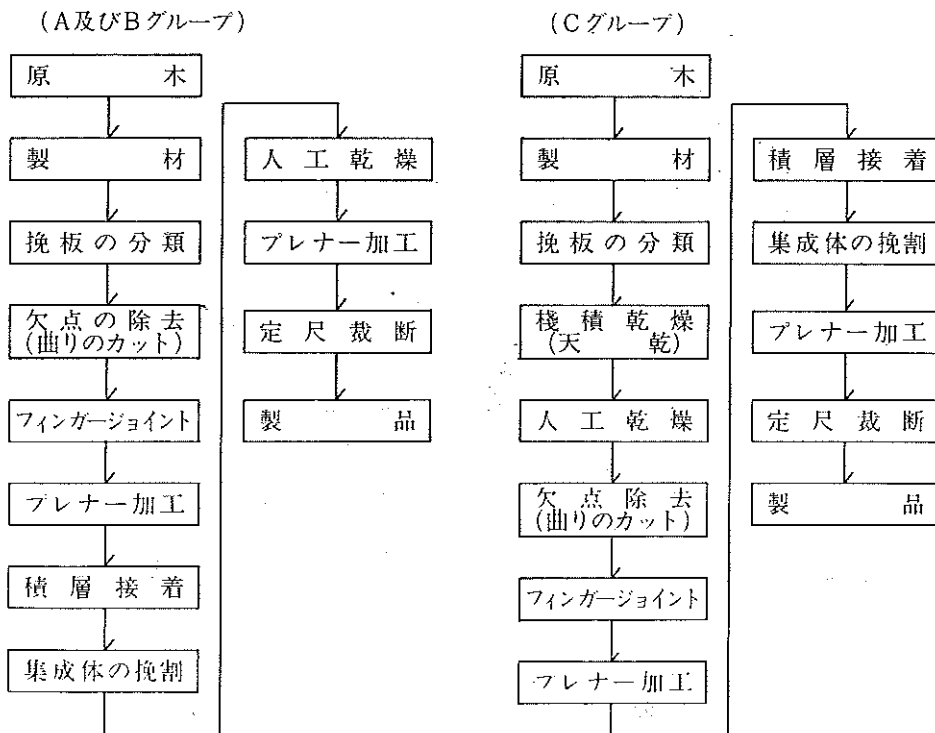 (A及びBグループ)
原木
製材
挽板の分類
欠点の除去
(曲りのカット)
フィンガージョイント
プレナー加工
積層接着
集成体の挽割
人工乾燥
プレナー加工
定尺裁断
製品
(Cグループ)
原木
製材
挽板の分類
棧積乾燥
(天乾)
人工乾燥
欠点除去
(曲りのカット)
フィンガージョイント
プレナー加工
積層接着
集成体の挽割
プレナー加工
定尺裁断
製品